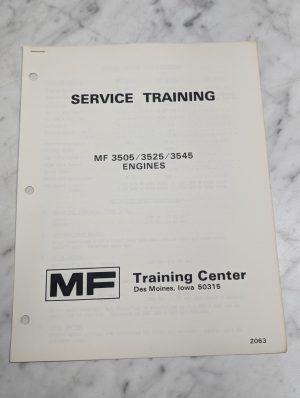 SERVICE TRAINING
MF 3505/3525/3545
ENGINES
MF
Training Center
Des Moines, Iowa 50315
2063